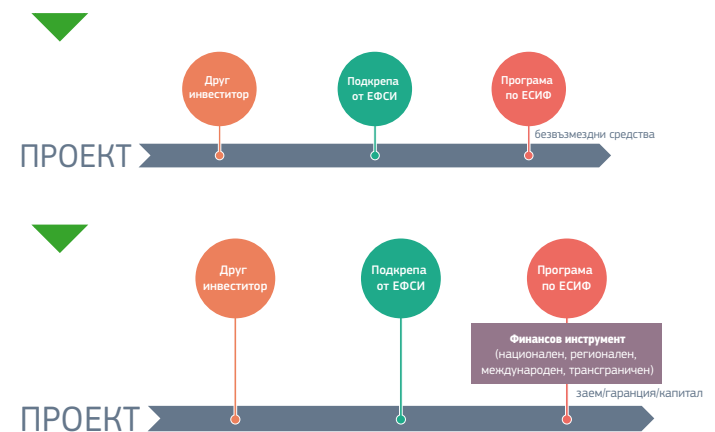 Друг
инвеститор
Подкрепа
от ЕФСИ
Програма
по ЕСИФ
безвъзмездни средства
ПРОЕКТ
Друг
инвеститор
Подкрепа
от ЕФСИ
Програма
по ЕСИФ
Финансов инструмент
(национален, регионален,
международен, трансграничен)
заем/гаранция/капитал
ПРОЕКТ